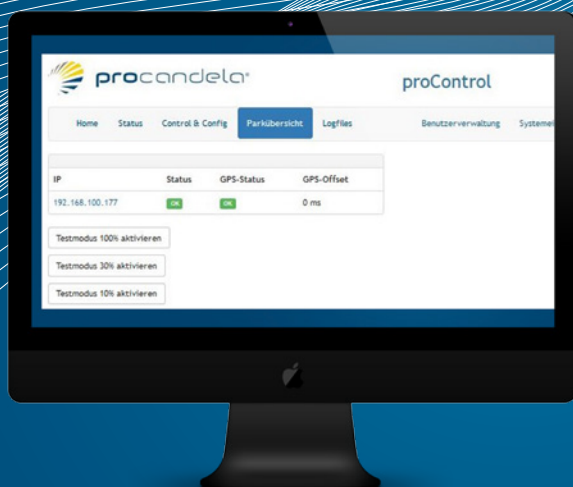 procandela
proControl
Home Status Control & Config Parkübersicht Logfiles Benutzerverwaltung
IP Status GPS-Status GPS-Offset
192.168.100.177 OK OK 0 ms
Testmodus 100% aktivieren
Testmodus 30% aktivieren
Testmodus 10% aktivieren